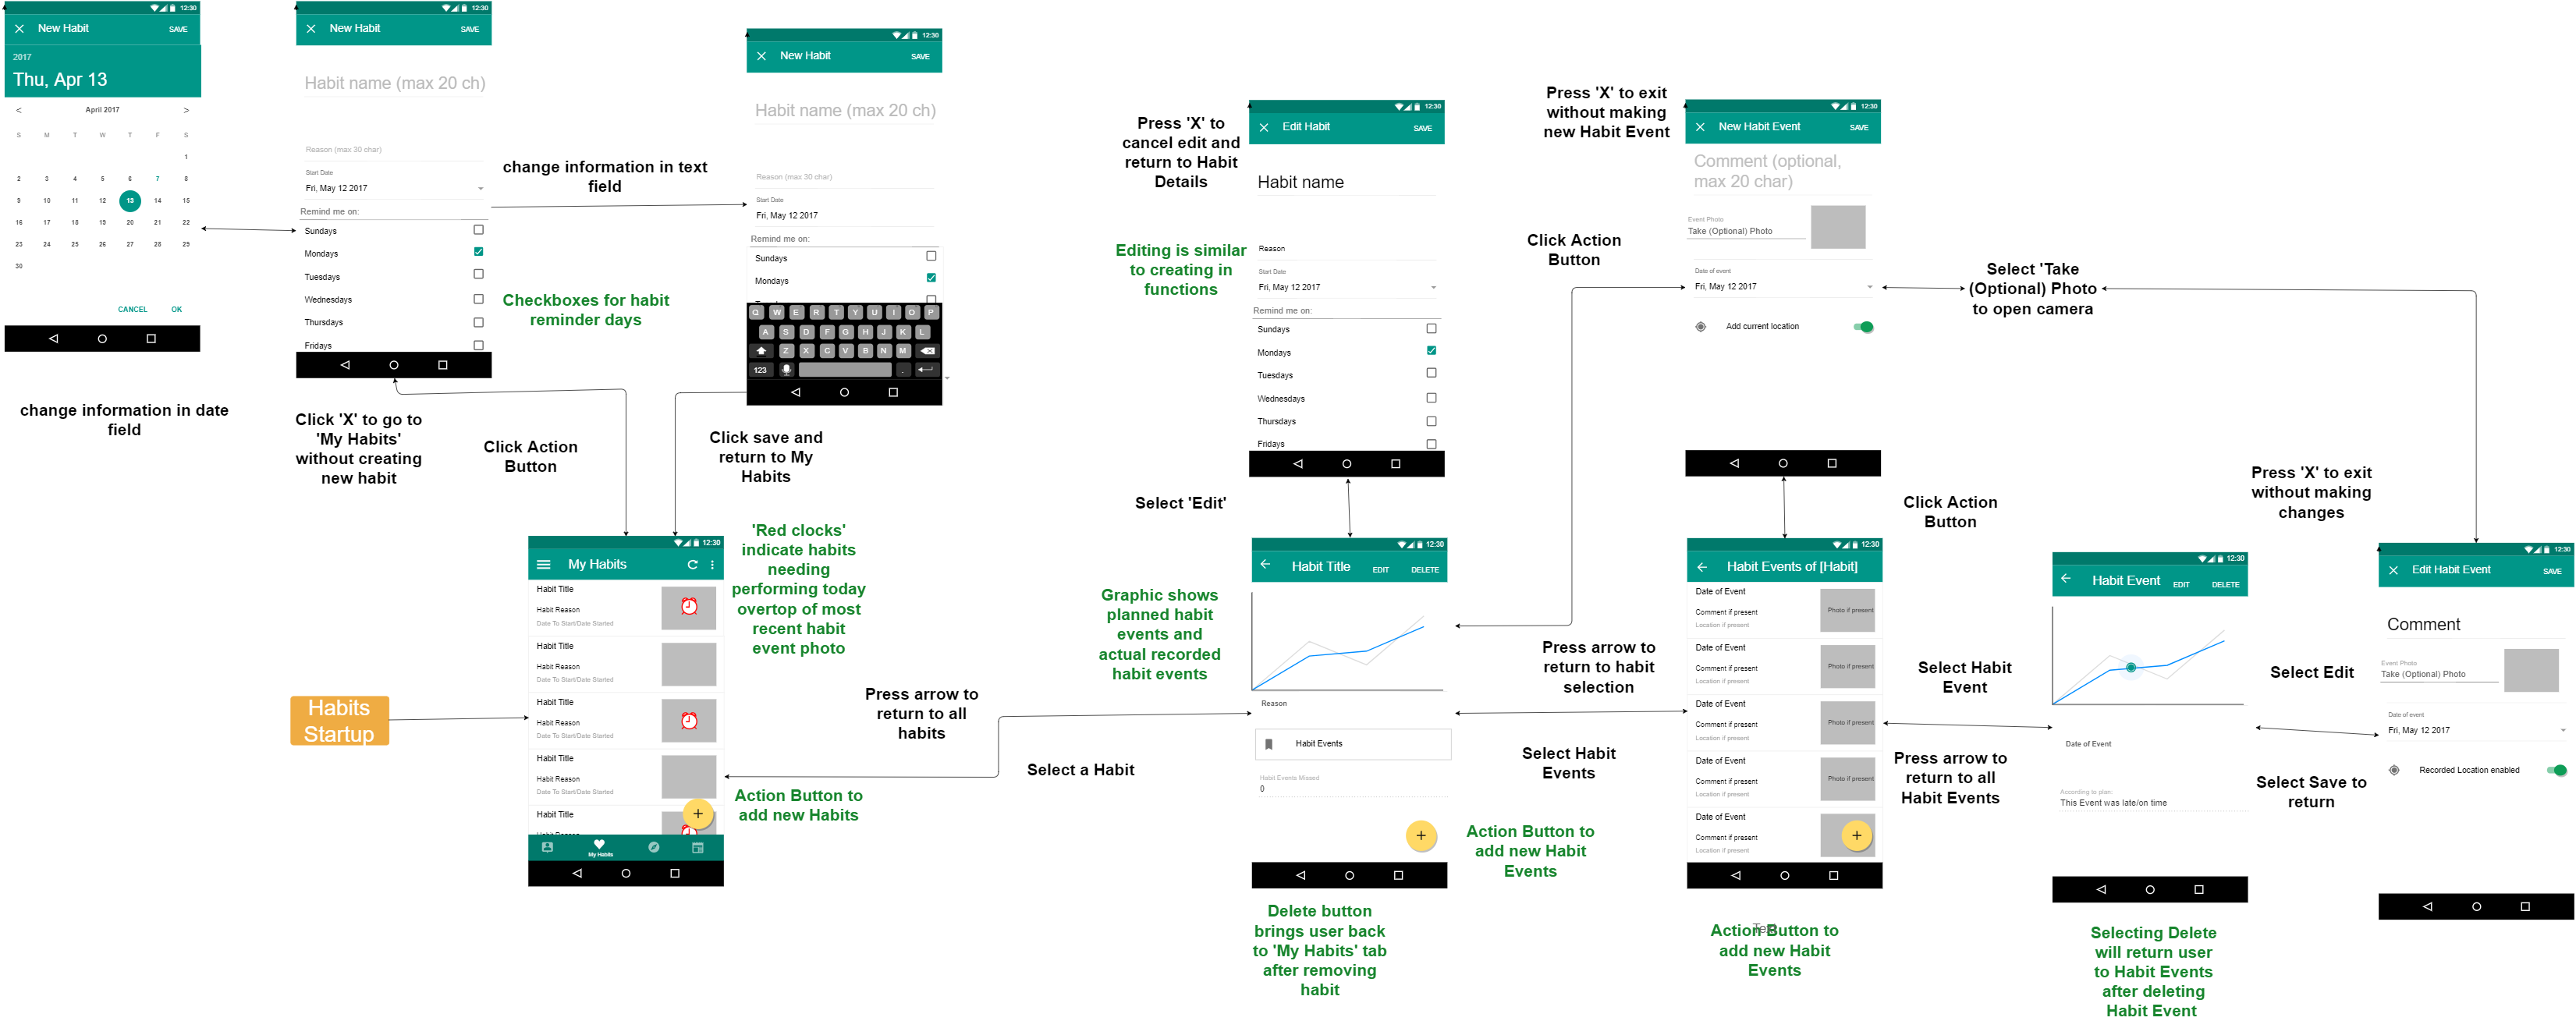 12:30
New Habit
SAVE
2017
Thu, Apr 13
<
April 2017
>
S M T W T F S
1
2 3 4 5 6 7 8
9 10 11 12 13 14 15
16 17 18 19 20 21 22
23 24 25 26 27 28 29
30
CANCEL OK
change information in date
field
12:30
New Habit
SAVE
Habit name (max 20 ch)
Reason (max 30 char)
Start Date
Fri, May 12 2017
Remind me on:
Sundays
Mondays
Tuesdays
Wednesdays
Thursdays
Fridays
Click 'X' to go to
'My Habits'
without creating
new habit
change information in text
field
Checkboxes for habit
reminder days
Click Action
Button
12:30
New Habit
SAVE
Habit name (max 20 ch)
Reason (max 30 char)
Start Date
Fri, May 12 2017
Remind me on:
Sundays
Mondays
Q W E R T Y U I O P
A S D F G H J K L
Z X C V B N M
123 .
Click save and
return to My
Habits
Habits
Startup
12:30
My Habits
Habit Title
Habit Reason
Date To Start/Date Started
Habit Title
Habit Reason
Date To Start/Date Started
Habit Title
Habit Reason
Date To Start/Date Started
Habit Title
Habit Reason
Date To Start/Date Started
Habit Title
Habit Reason
+
My Habits
'Red clocks'
indicate habits
needing
performing today
overtop of most
recent habit
event photo
Action Button to
add new Habits
Press arrow to
return to all
habits
Select a Habit
Press 'X' to
cancel edit and
return to Habit
Details
Editing is similar
to creating in
functions
12:30
Edit Habit
SAVE
Habit name
Reason
Start Date
Fri, May 12 2017
Remind me on:
Sundays
Mondays
Tuesdays
Wednesdays
Thursdays
Fridays
Select 'Edit'
Graphic shows
planned habit
events and
actual recorded
habit events
12:30
Habit Title
EDIT
DELETE
Reason
Habit Events
Habit Events Missed
0
+
Delete button
brings user back
to 'My Habits' tab
after removing
habit
Action Button to
add new Habit
Events
Press 'X' to exit
without making
new Habit Event
Click Action
Button
Press arrow to
return to habit
selection
Select Habit
Events
12:30
New Habit Event
SAVE
Comment (optional,
max 20 char)
Event Photo
Take (Optional) Photo
Date of event
Fri, May 12 2017
Add current location
Select 'Take
(Optional) Photo
to open camera
Click Action
Button
12:30
Habit Events of [Habit]
Date of Event
Comment if present
Location if present
Photo if present
Date of Event
Comment if present
Location if present
Photo if present
Date of Event
Comment if present
Location if present
Photo if present
Date of Event
Comment if present
Location if present
Photo if present
Date of Event
Comment if present
Location if present
+
Text
Action Button to
add new Habit
Events
Select Habit
Event
Press arrow to
return to all
Habit Events
12:30
Habit Event
EDIT
DELETE
Date of Event
According to plan:
This Event was late/on time
Selecting Delete
will return user
to Habit Events
after deleting
Habit Event
Press 'X' to exit
without making
changes
Select Edit
Select Save to
return
12:30
Edit Habit Event
SAVE
Comment
Event Photo
Take (Optional) Photo
Date of event
Fri, May 12 2017
Recorded Location enabled